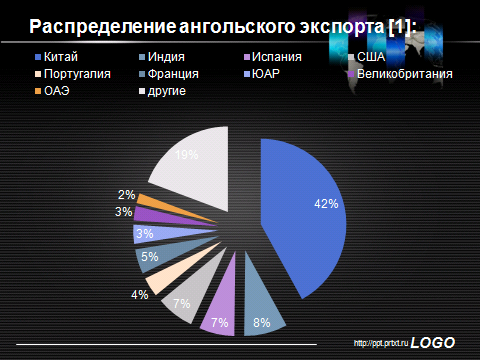 Распределение ангольского экспорта [1]:
Китай Индия Испания США
Португалия Франция ЮАР Великобритания
ОАЭ другие
19%
42%
2%
3%
3%
5%
4%
7%
7%
8%
http://ppt.prtxt.ru LOGO